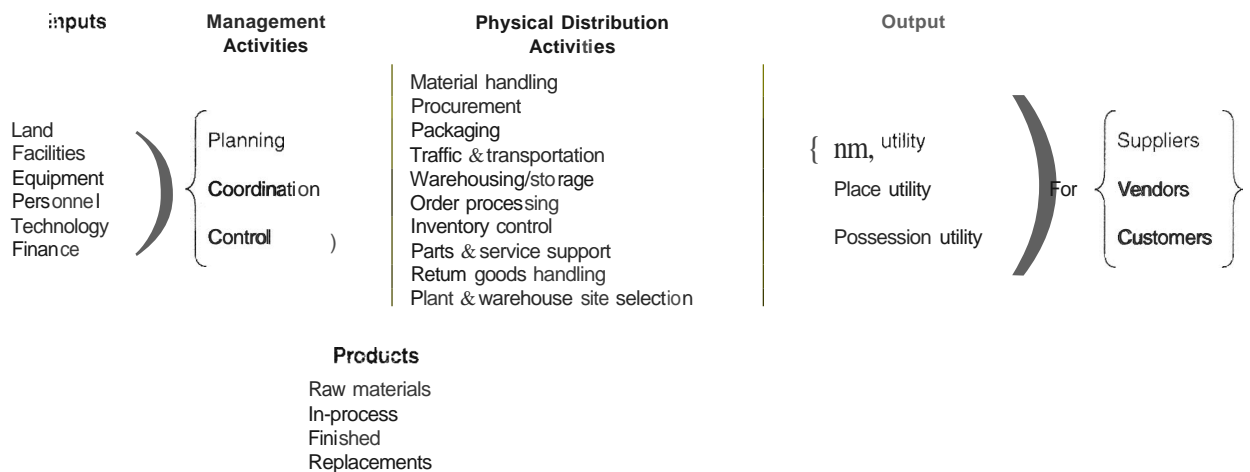 inputs
Management
Activities
Physical Distribution
Activities
Output
Land
Facilities
Equipment
Personnel
Technology
Finance
Planning
Coordination
Control
)
Material handling
Procurement
Packaging
Traffic & transportation
Warehousing/storage
Order processing
Inventory control
Parts & service support
Retum goods handling
Plant & warehouse site selection
{ nm, utility
Place utility
Possession utility
For
Suppliers
Vendors
Customers
Products
Raw materials
In-process
Finished
Replacements